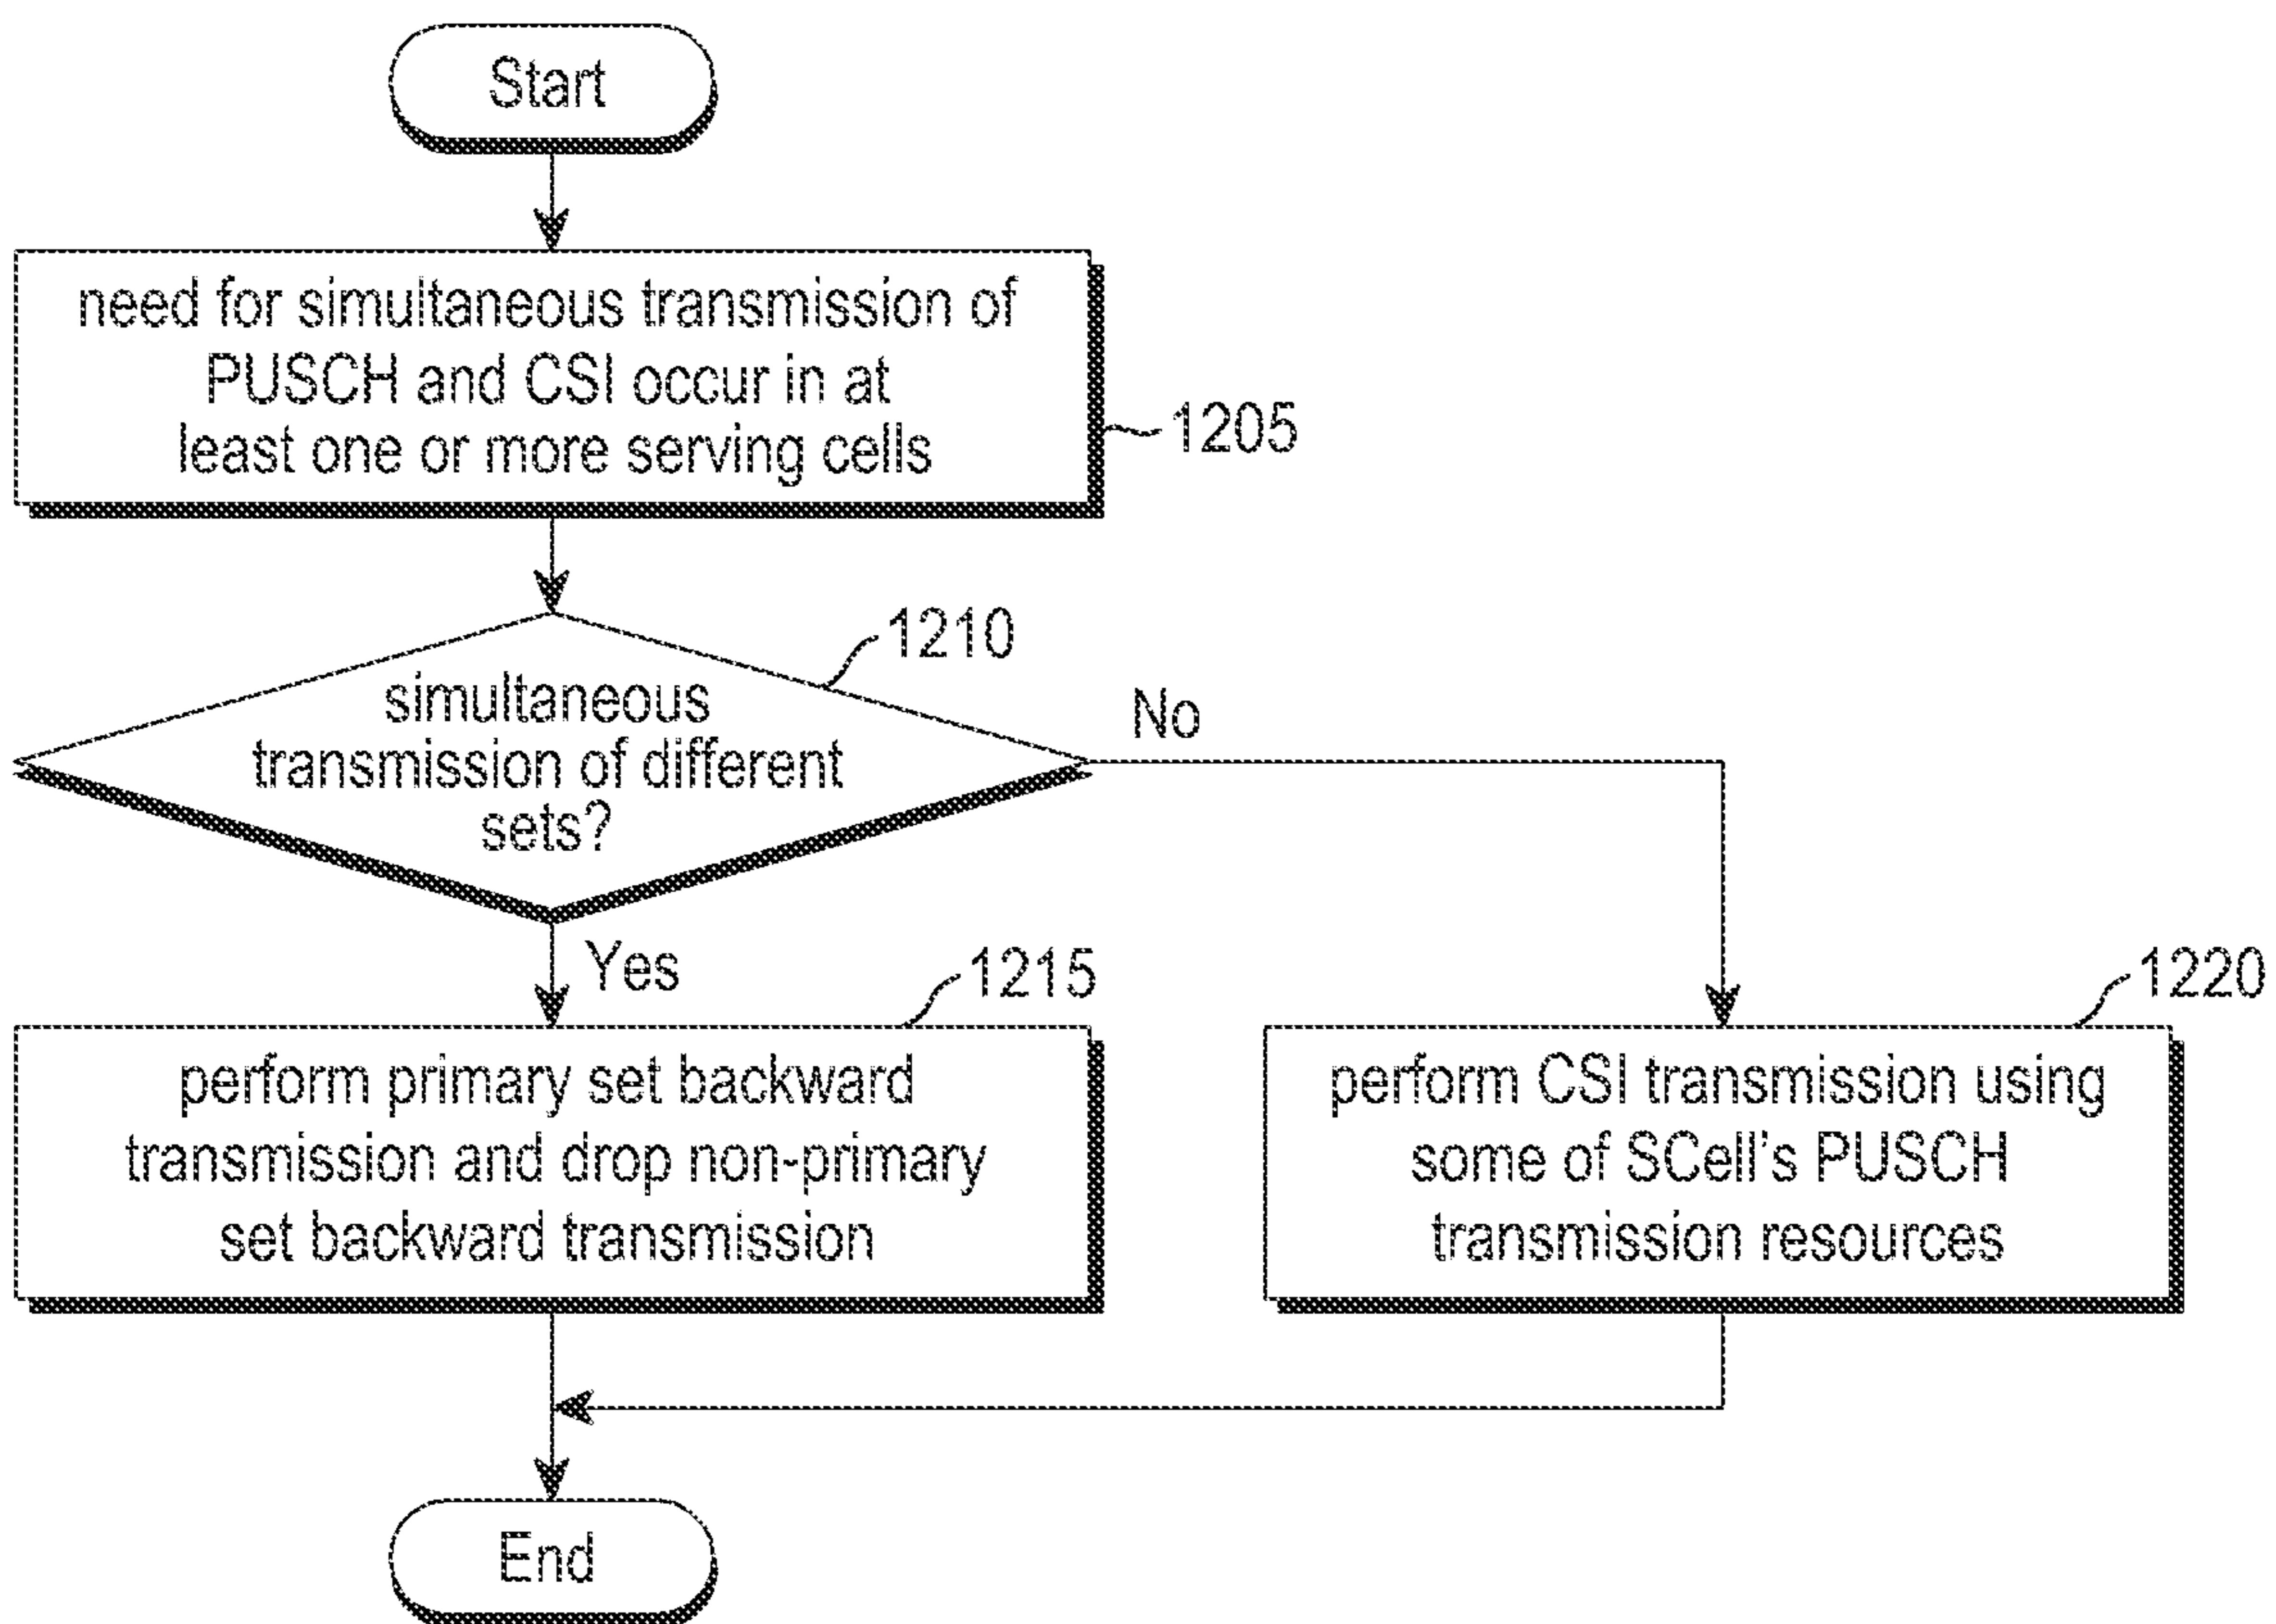 Start
need for simultaneous transmission of
PUSCH and CSI occur in at
least one or more serving cells
1205
1210
simultaneous
transmission of different
sets?
No
Yes
1215
perform primary set backward
transmission and drop non-primary
set backward transmission
1220
perform CSI transmission using
some of SCell's PUSCH
transmission resources
End